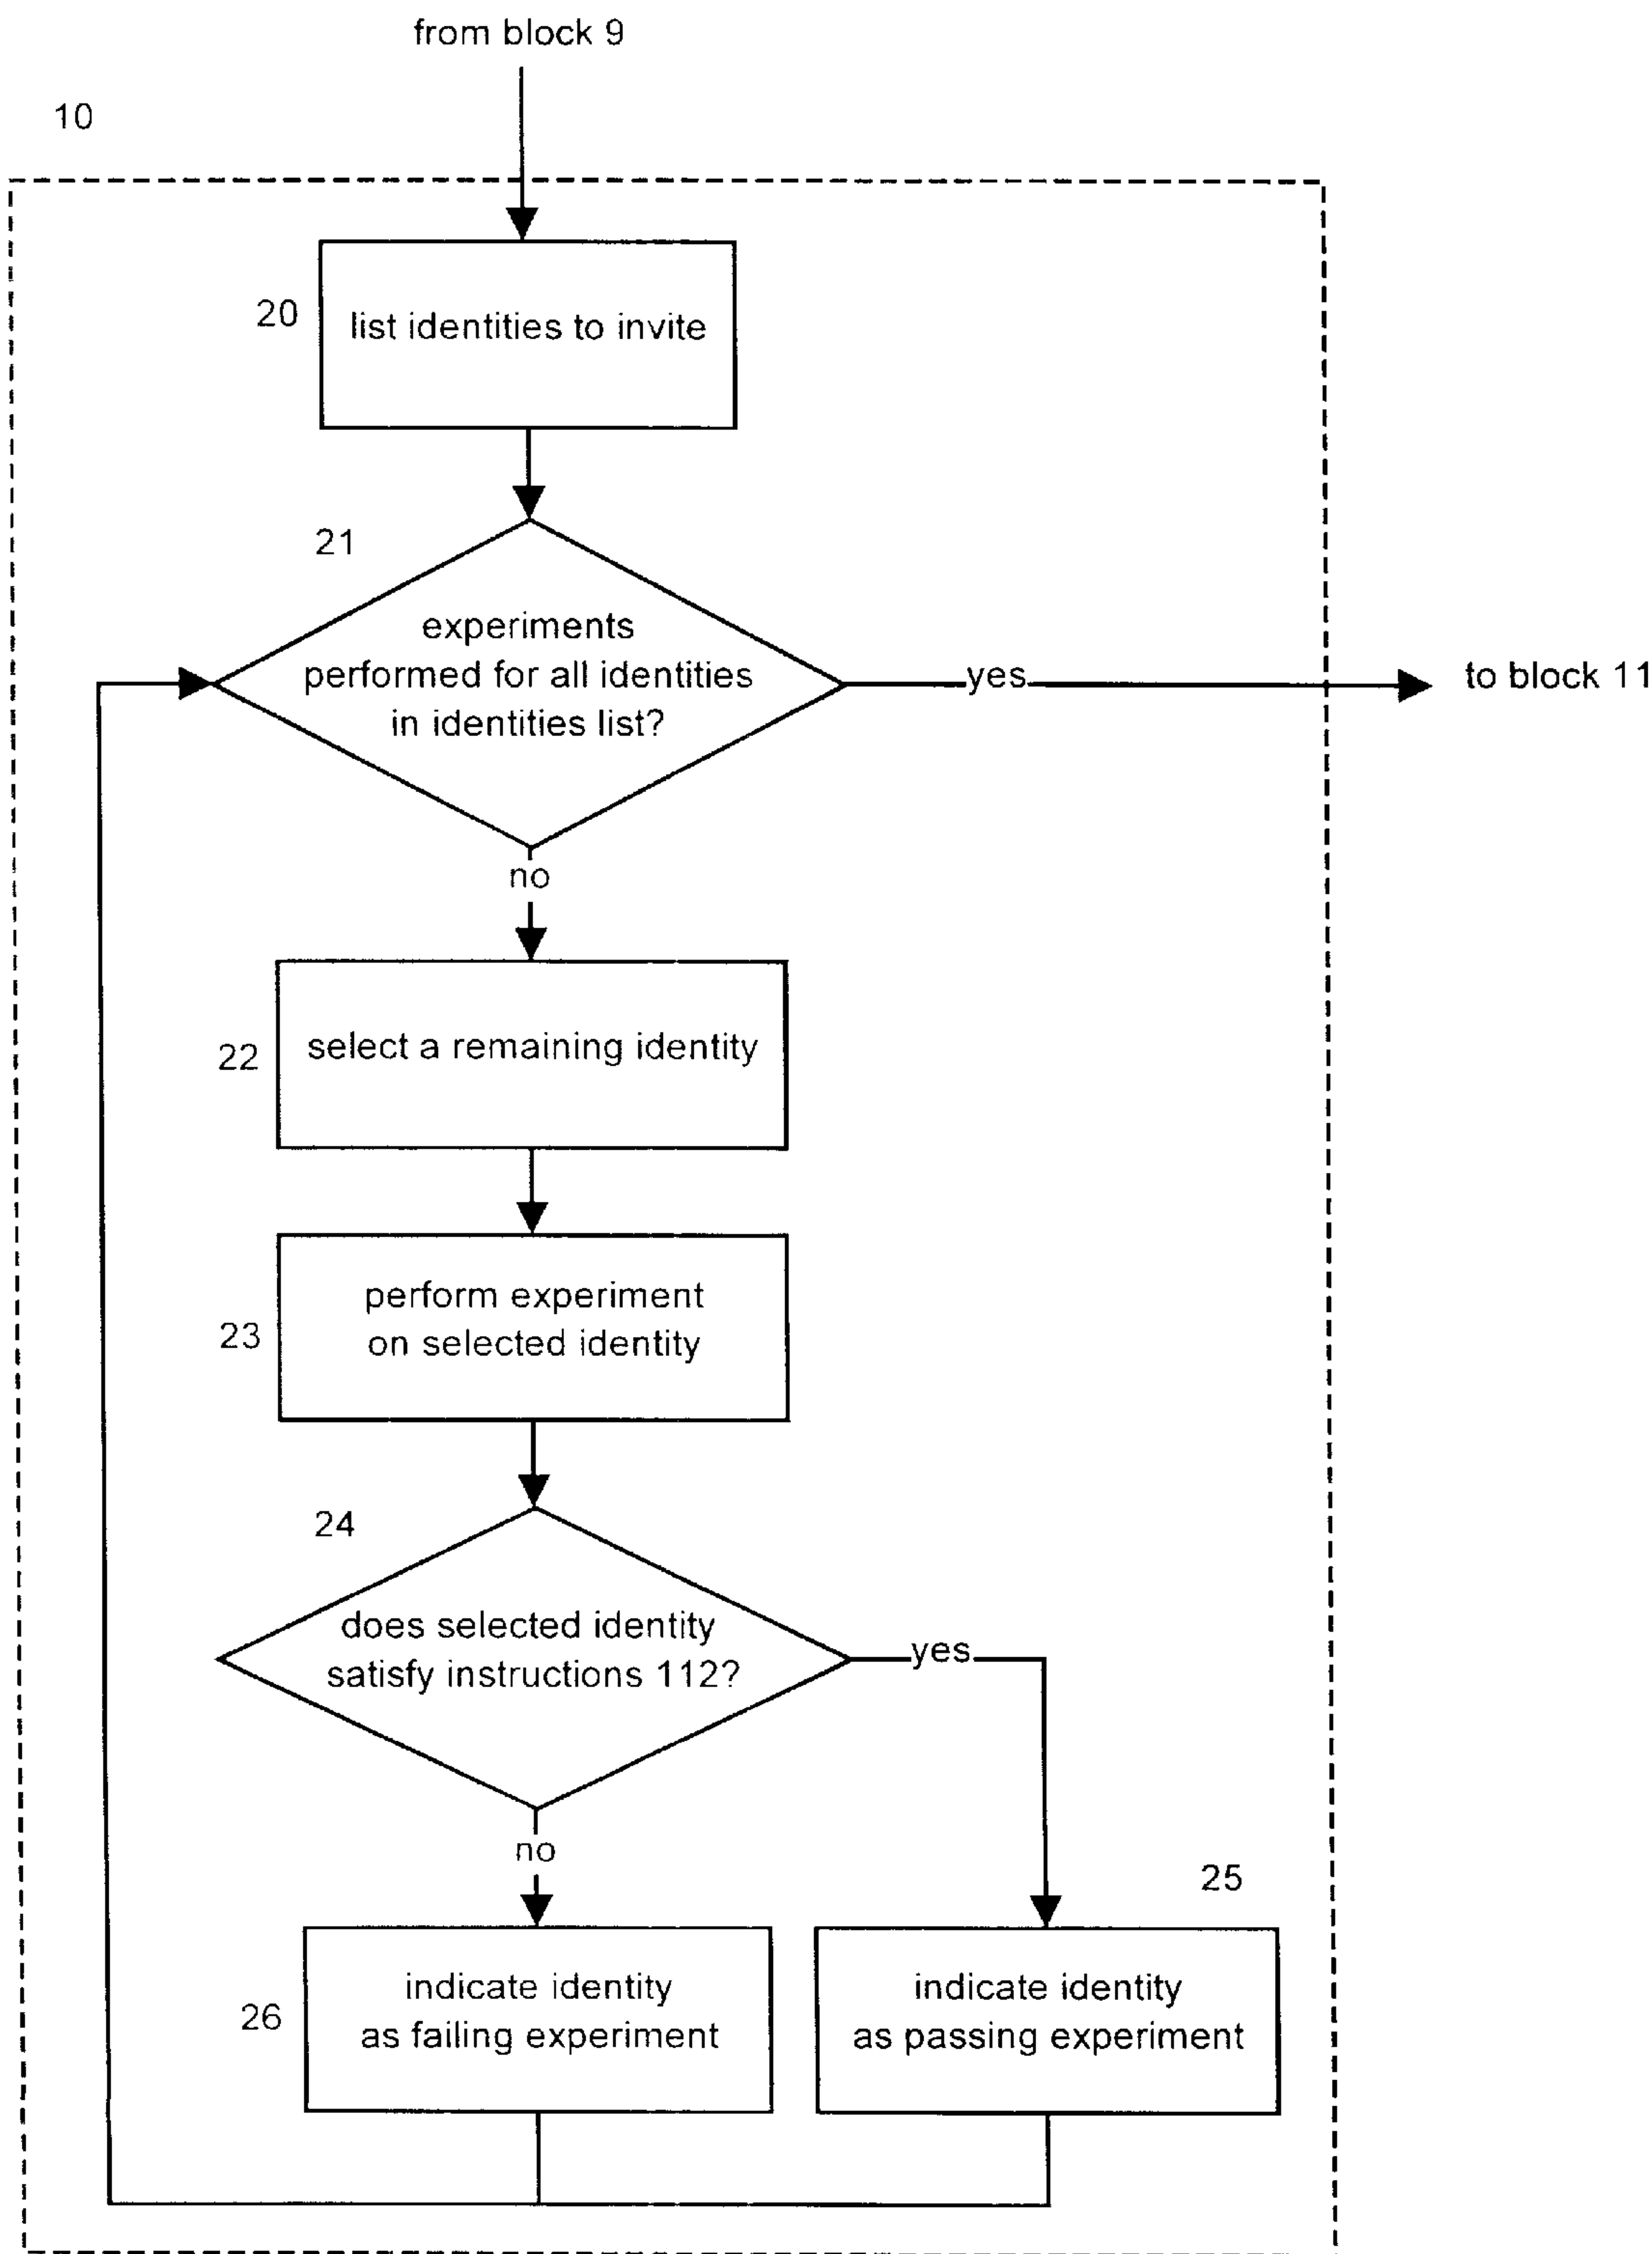 from block 9
10
20
list identities to invite
21
experiments
performed for all identities
in identities list?
yes
to block 11
no
22
select a remaining identity
23
perform experiment
on selected identity
24
does selected identity
satisfy instructions 112?
yes
no
25
26
indicate identity
as failing experiment
indicate identity
as passing experiment